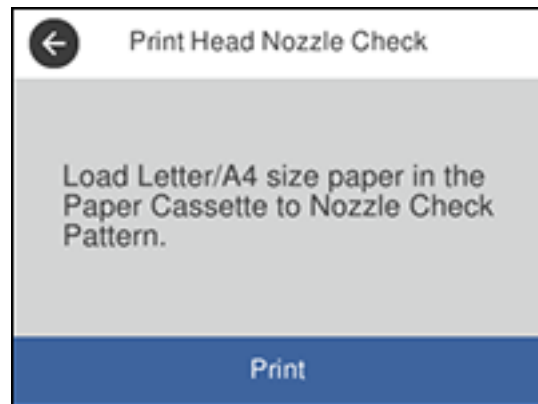 Print Head Nozzle Check
Load Letter/A4 size paper in the
Paper Cassette to Nozzle Check
Pattern.
Print